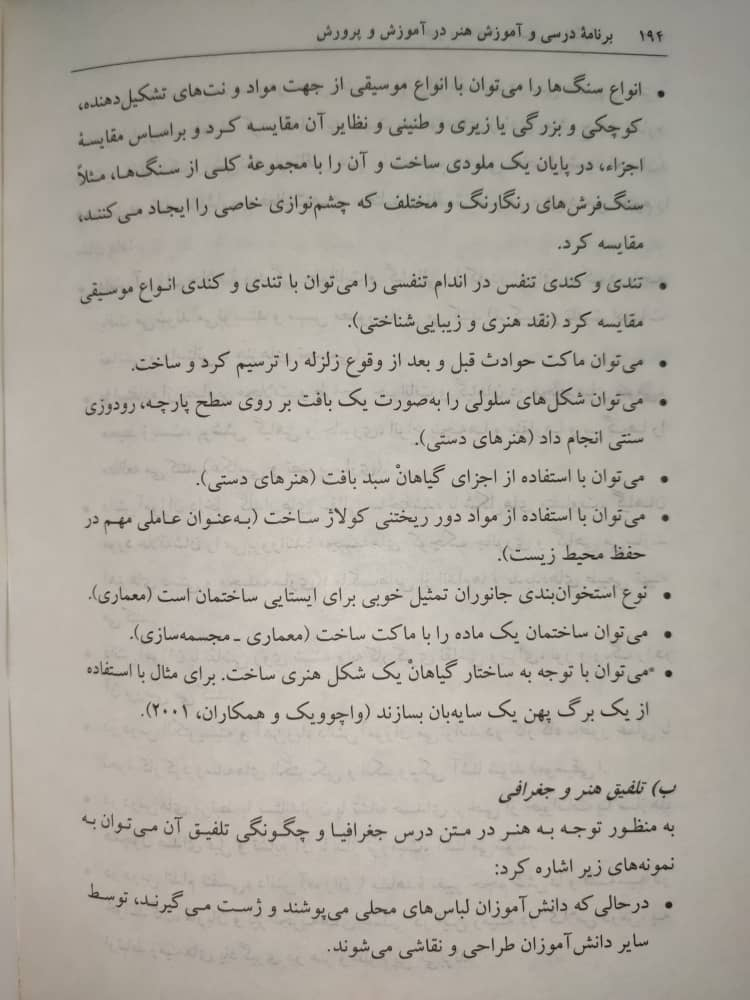 ۱۹۴ برنامهٔ درسی و آموزش هنر در آموزش و پرورش
• انواع سنگ‌ها را می‌توان با انواع موسیقی از جهت مواد و نت‌های تشکیل‌دهنده،
کوچکی و بزرگی یا زیری و طنینی و نظایر آن مقایسه کرد و براساس مقایسهٔ
اجزاء، در پایان یک ملودی ساخت و آن را با مجموعهٔ کلی از سنگ‌ها، مثلاً
سنگ‌فرش‌های رنگارنگ و مختلف که چشم‌نوازی خاصی را ایجاد می‌کنند،
مقایسه کرد.
• تندی و کندی تنفس در اندام تنفسی را می‌توان با تندی و کندی انواع موسیقی
مقایسه کرد (نقد هنری و زیبایی‌شناختی).
• می‌توان ماکت حوادث قبل و بعد از وقوع زلزله را ترسیم کرد و ساخت.
• می‌توان شکل‌های سلولی را به‌صورت یک بافت بر روی سطح پارچه، رودوزی
سنتی انجام داد (هنرهای دستی).
• می‌توان با استفاده از اجزای گیاهانْ سبد بافت (هنرهای دستی).
• می‌توان با استفاده از مواد دور ریختنی کولاژ ساخت (به‌عنوان عاملی مهم در
حفظ محیط زیست).
• نوع استخوان‌بندی جانوران تمثیل خوبی برای ایستایی ساختمان است (معماری).
• می‌توان ساختمان یک ماده را با ماکت ساخت (معماری ـ مجسمه‌سازی).
• می‌توان با توجه به ساختار گیاهانْ یک شکل هنری ساخت. برای مثال با استفاده
از یک برگ پهن یک سایه‌بان بسازند (واچوویک و همکاران، ۲۰۰۱).
ب) تلفیق هنر و جغرافی
به منظور توجه به هنر در متن درس جغرافیا و چگونگی تلفیق آن می‌توان به
نمونه‌های زیر اشاره کرد:
• درحالی‌که دانش‌آموزان لباس‌های محلی می‌پوشند و ژست می‌گیرند، توسط
سایر دانش‌آموزان طراحی و نقاشی می‌شوند.